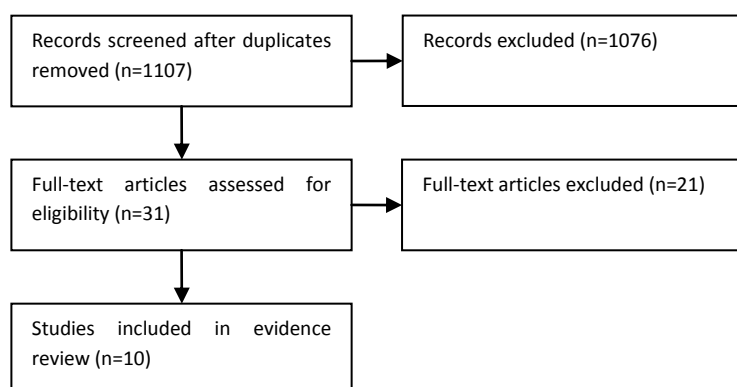 Records screened after duplicates
removed (n=1107)
Records excluded (n=1076)
Full-text articles assessed for
eligibility (n=31)
Full-text articles excluded (n=21)
Studies included in evidence
review (n=10)